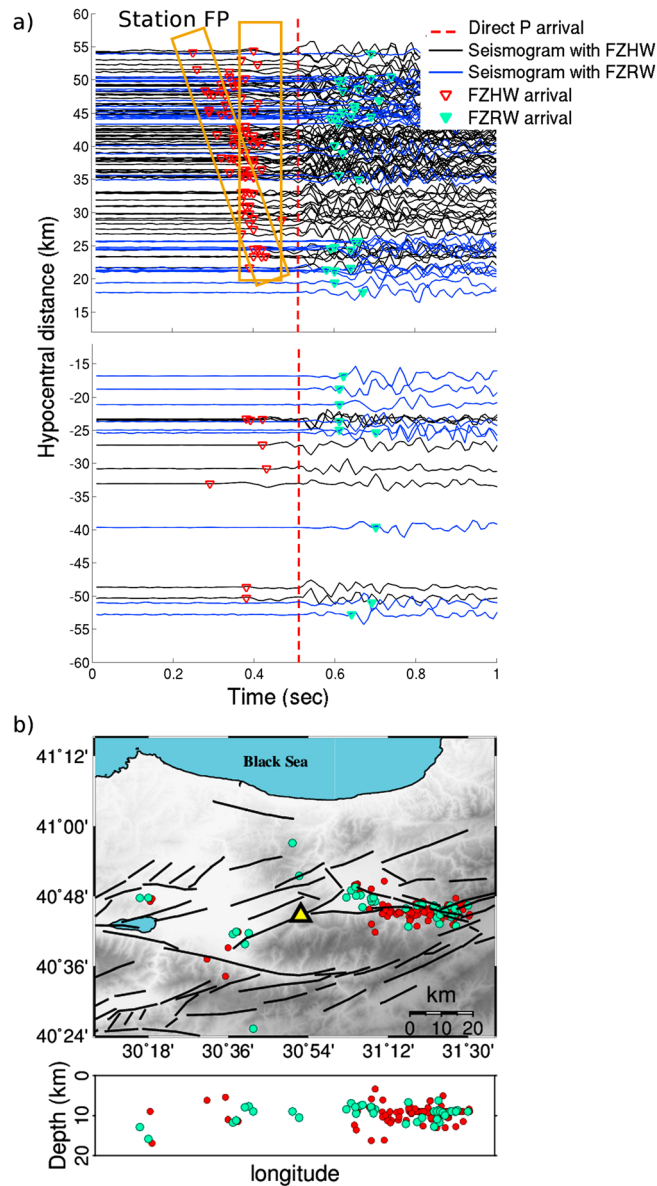 a)
Station FP
Direct P arrival
Seismogram with FZHW
Seismogram with FZRW
FZHW arrival
FZRW arrival
60
55
50
45
40
35
30
25
20
15
-15
-20
-25
-30
-35
-40
-45
-50
-55
-60
Hypocentral distance (km)
0 0.2 0.4 0.6 0.8 1
Time (sec)
b)
Black Sea
41˚12'
41˚00'
40˚48'
40˚36'
40˚24'
km
0 10 20
30˚18' 30˚36' 30˚54' 31˚12' 31˚30'
0
10
20
Depth (km)
longitude